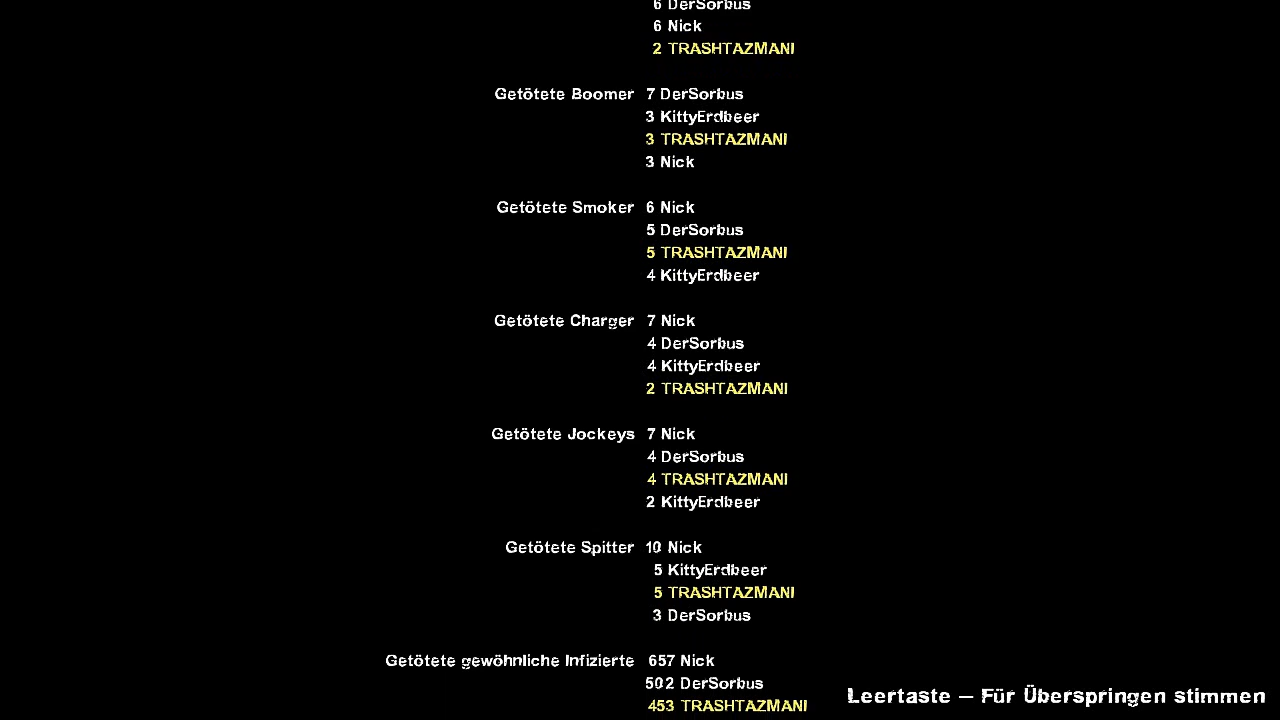 6 DerSorbus
6 Nick
2 TRASHTAZMANI
Getötete Boomer 7 DerSorbus
3 KittyErdbeer
3 TRASHTAZMANI
3 Nick
Getötete Smoker 6 Nick
5 DerSorbus
5 TRASHTAZMANI
4 KittyErdbeer
Getötete Charger 7 Nick
4 DerSorbus
4 KittyErdbeer
2 TRASHTAZMANI
Getötete Jockeys 7 Nick
4 DerSorbus
4 TRASHTAZMANI
2 KittyErdbeer
Getötete Spitter 10 Nick
5 KittyErdbeer
5 TRASHTAZMANI
3 DerSorbus
Getötete gewöhnliche Infizierte 657 Nick
502 DerSorbus
453 TRASHTAZMANI
Leertaste – Für Überspringen stimmen